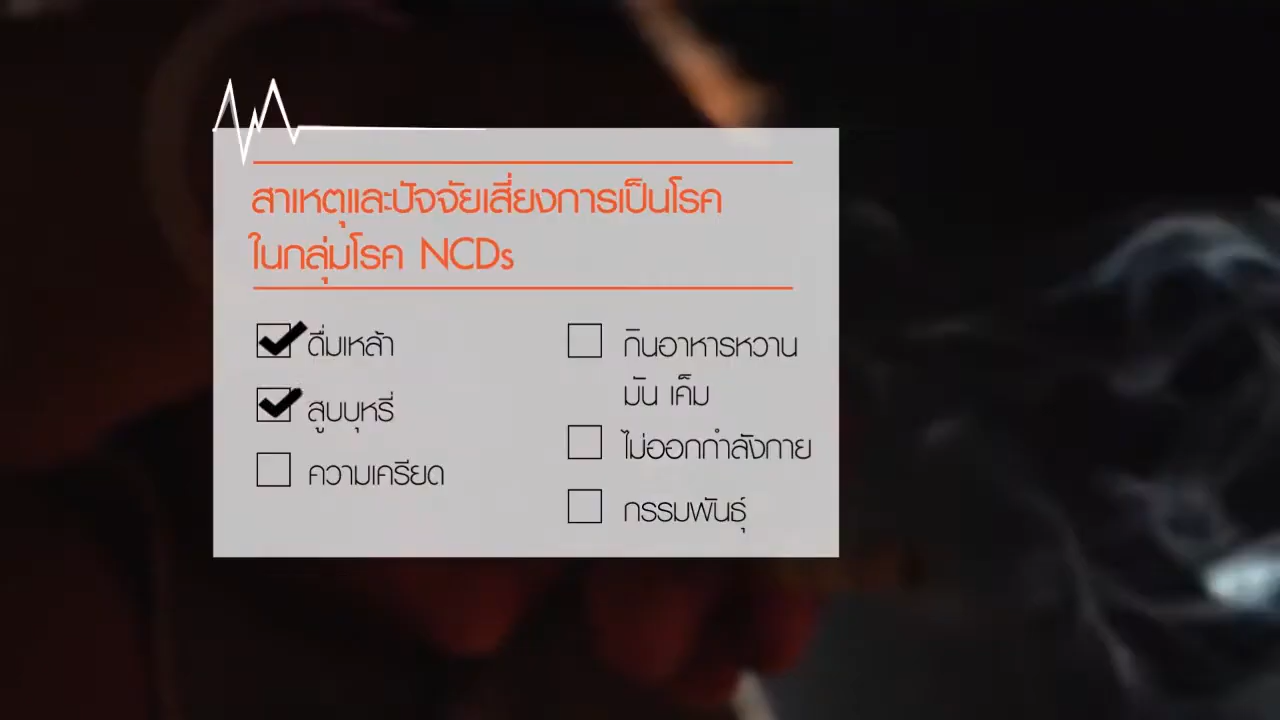 สาเหตุและปัจจัยเสี่ยงการเป็นโรค
ในกลุ่มโรค NCDs
ดื่มเหล้า
สูบบุหรี่
ความเครียด
กินอาหารหวาน
มัน เค็ม
ไม่ออกกำลังกาย
กรรมพันธุ์